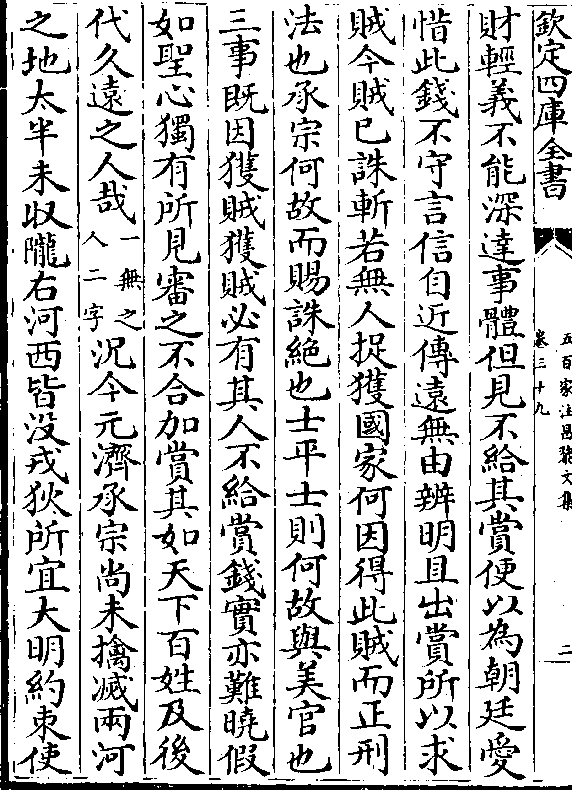 欽定四庫全書
五百家注昌黎文集
卷三十九
二
財輕義不能深達事體但見不給其賞便以為朝廷愛
惜此錢不守言信自近傳遠無由辨明且出賞所以求
賊今賊已誅斬若無人捉獲國家何因得此賊而正刑
法也承宗何故而賜誅絶也士平士則何故與美官也
三事既因獲賊獲賊必有其人不給賞錢實亦難曉假
如聖心獨有所見審之不合加賞其如天下百姓及後
代久遠之人哉一無之人二字況今元濟承宗尚未擒滅兩河
之地太半未収隴右河西皆没戎狄所宜大明約束使